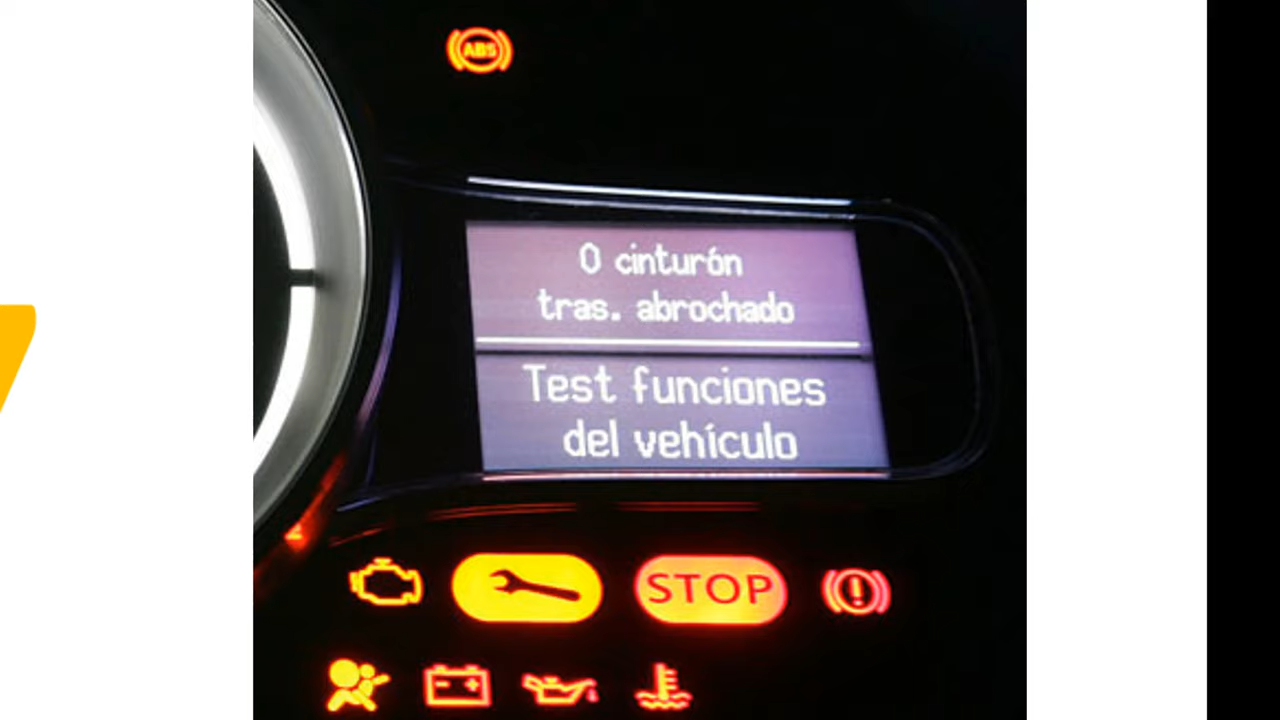 ABS
0 cinturón
tras. abrochado
Test funciones
del vehículo
STOP